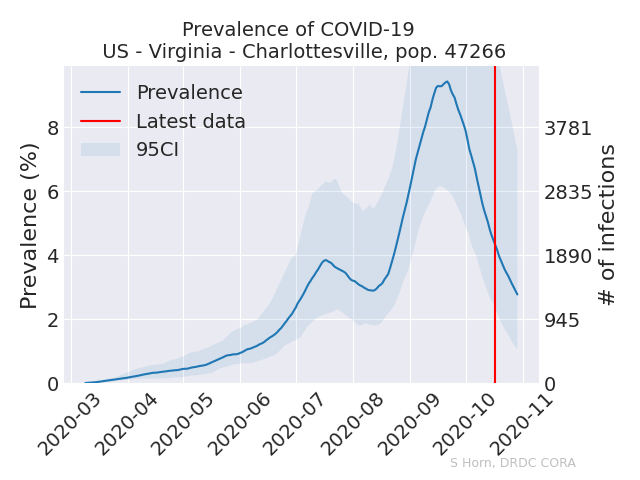 Prevalence of COVID-19
US - Virginia - Charlottesville, pop. 47266
Prevalence
Latest data
95CI
Prevalence (%)
8
6
4
2
0
3781
2835
1890
945
0
# of infections
2020-03
2020-04
2020-05
2020-06
2020-07
2020-08
2020-09
2020-10
2020-11
S Horn, DRDC CORA